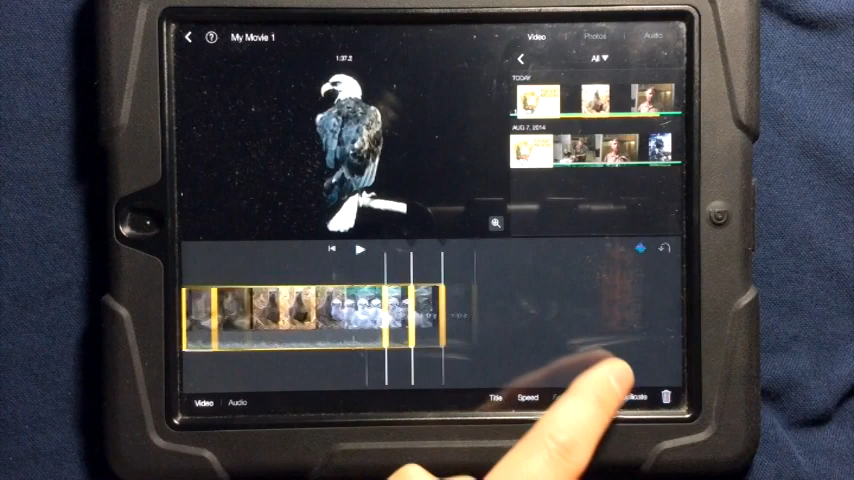 My Movie 1
Video Photos Audio
1:37.2
All ▼
TODAY
AUG 7, 2014
Video Audio
Title Speed